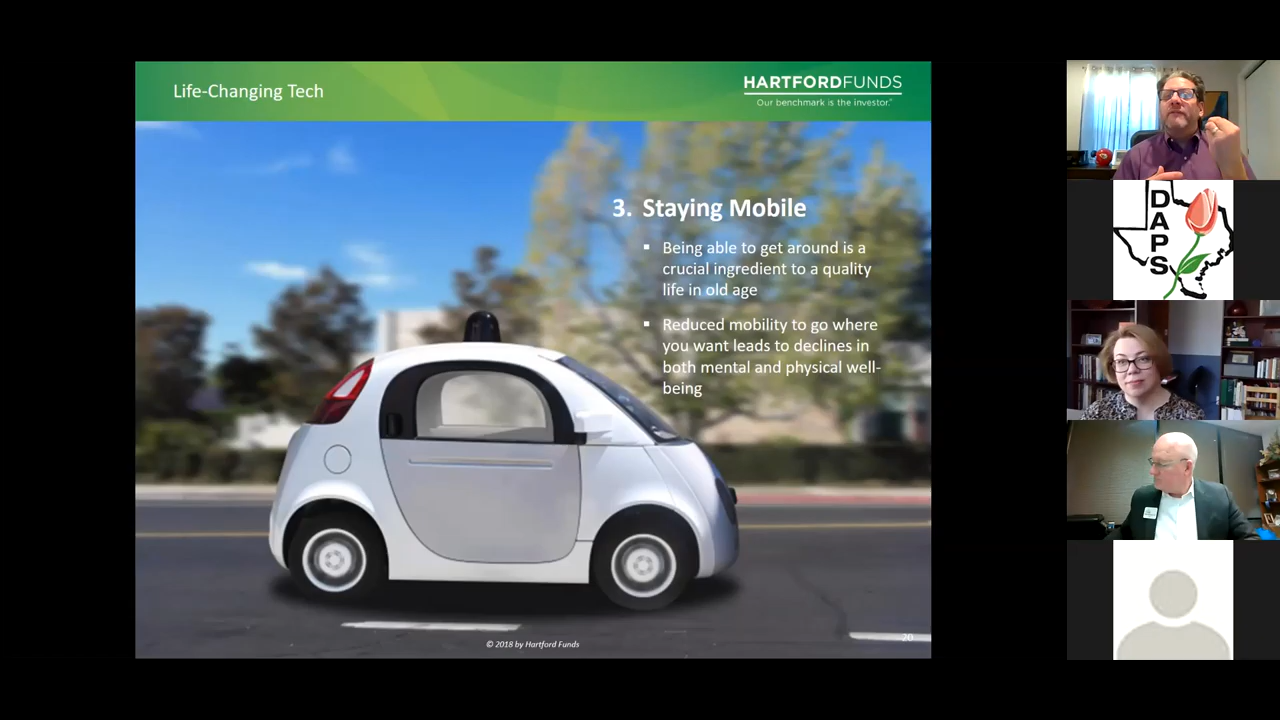 Life-Changing Tech
HARTFORDFUNDS
Our benchmark is the investor.®
3. Staying Mobile
▪ Being able to get around is a
crucial ingredient to a quality
life in old age
▪ Reduced mobility to go where
you want leads to declines in
both mental and physical well-
being
© 2018 by Hartford Funds
20
DAPS